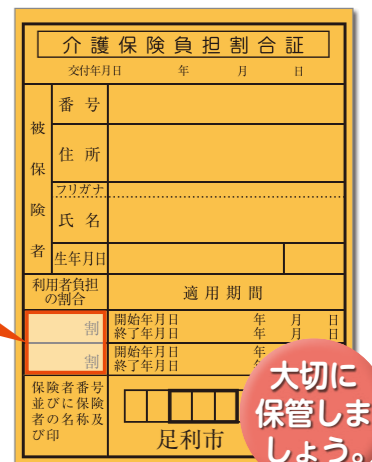 介護保険負担割合証
交付年月日 年 月 日
被保険者
番号
住所
フリガナ
氏名
生年月日
利用者負担の割合
適用期間
割
開始年月日 年 月 日
終了年月日 年 月 日
割
開始年月日 年
終了年月日
保険者番号
並びに保険
者の名称及
び印
足利市
大切に
保管しま
しょう。